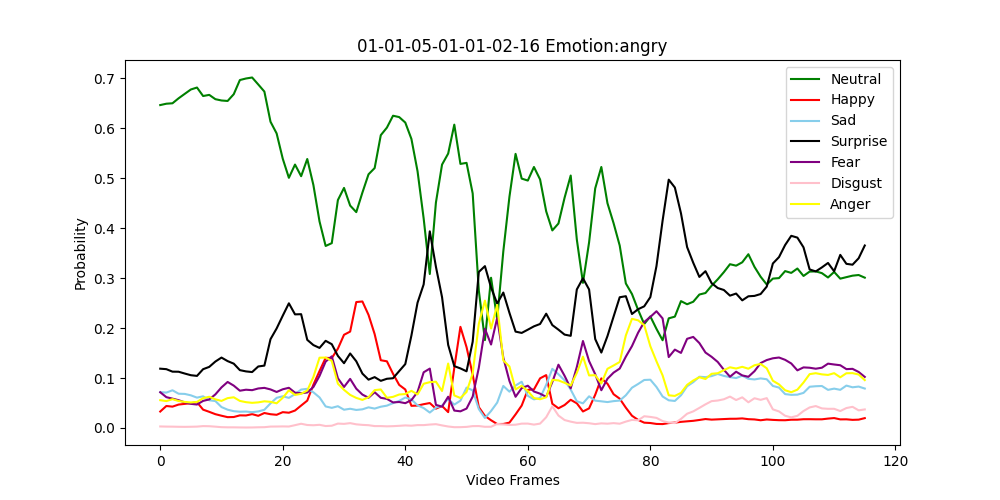 01-01-05-01-01-02-16 Emotion:angry
0.7
0.6
0.5
0.4
0.3
0.2
0.1
0.0
Probability
Neutral
Happy
Sad
Surprise
Fear
Disgust
Anger
0 20 40 60 80 100 120
Video Frames